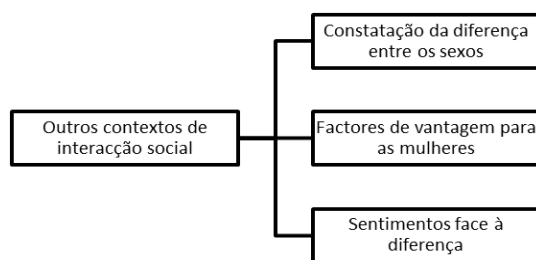 Constatação da diferença
entre os sexos
Outros contextos de
interacção social
Factores de vantagem para
as mulheres
Sentimentos face à
diferença